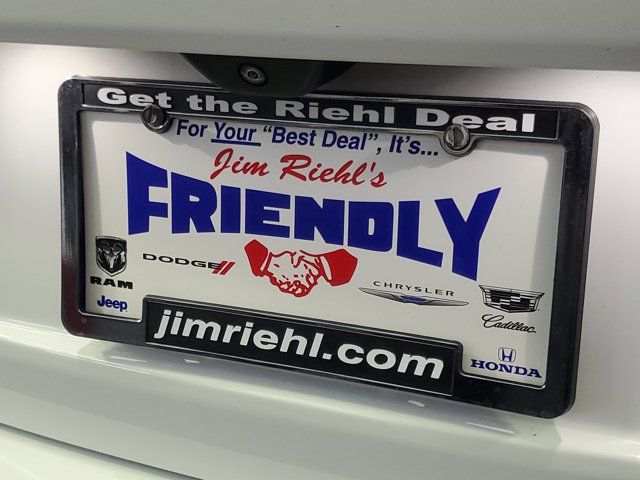 Get the Riehl Deal
For Your "Best Deal", It's...
Jim Riehl's
FRIENDLY
RAM
DODGE
CHRYSLER
Jeep
Cadillac
HONDA
jimriehl.com